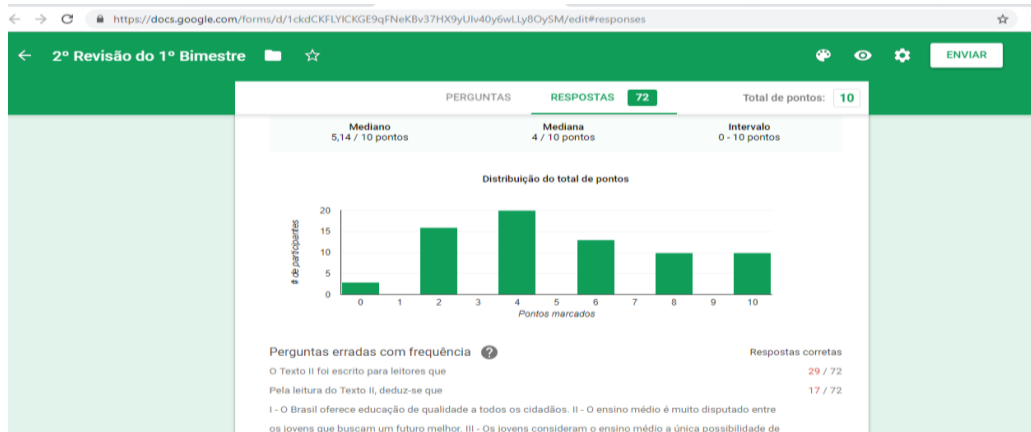 https://docs.google.com/forms/d/1ckdCKFLYICKGE9qFNeKBv37HX9yUIv40y6wLLy8OySM/edit#responses
2º Revisão do 1º Bimestre
ENVIAR
PERGUNTAS RESPOSTAS 72 Total de pontos: 10
Mediano Mediana Intervalo
5,14 / 10 pontos 4 / 10 pontos 0 - 10 pontos
Distribuição do total de pontos
# de participantes
20
15
10
5
0
0 1 2 3 4 5 6 7 8 9 10
Pontos marcados
Perguntas erradas com frequência ? Respostas corretas
O Texto II foi escrito para leitores que 29 / 72
Pela leitura do Texto II, deduz-se que 17 / 72
I - O Brasil oferece educação de qualidade a todos os cidadãos. II - O ensino médio é muito disputado entre
os jovens que buscam um futuro melhor. III - Os jovens consideram o ensino médio a única possibilidade de